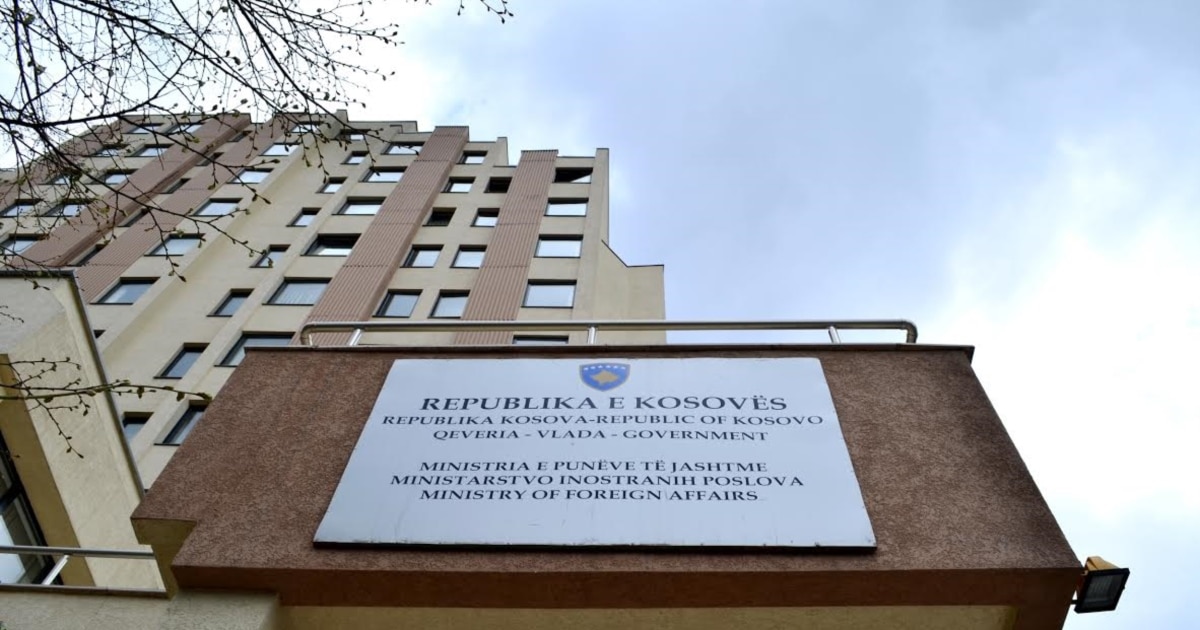 REPUBLIKA E KOSOVËS
REPUBLIKA KOSOVA-REPUBLIC OF KOSOVO
QEVERIA - VLADA - GOVERNMENT
MINISTRIA E PUNËVE TË JASHTME
MINISTARSTVO INOSTRANIH POSLOVA
MINISTRY OF FOREIGN AFFAIRS